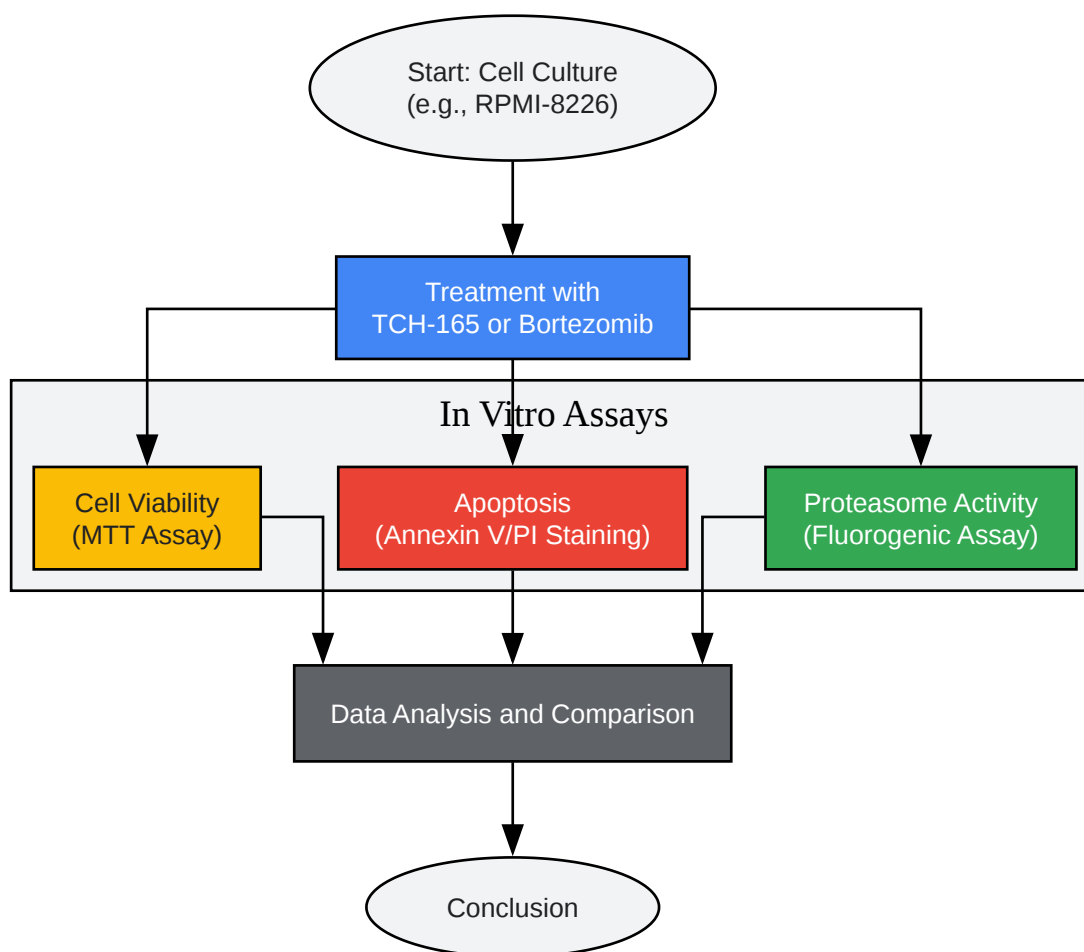 Start: Cell Culture
(e.g., RPMI-8226)
Treatment with
TCH-165 or Bortezomib
In Vitro Assays
Cell Viability
(MTT Assay)
Apoptosis
(Annexin V/PI Staining)
Proteasome Activity
(Fluorogenic Assay)
Data Analysis and Comparison
Conclusion